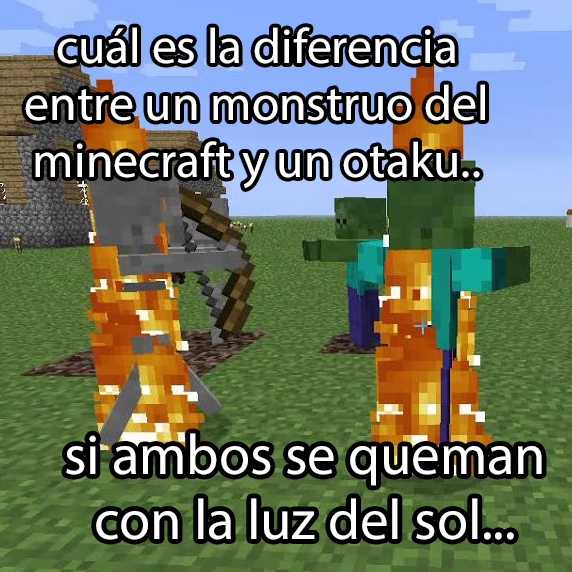 cuál es la diferencia
entre un monstruo del
minecraft y un otaku..
si ambos se queman
con la luz del sol...